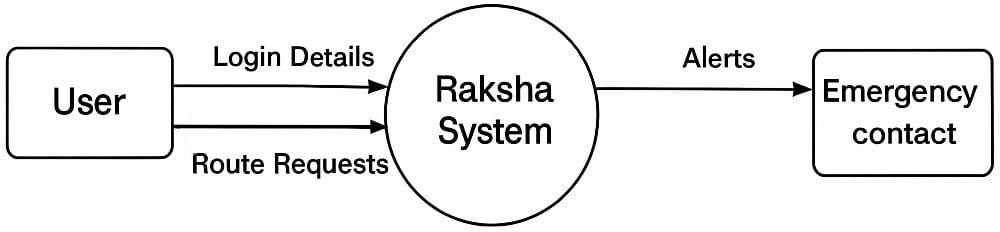 User
Login Details
Route Requests
Raksha
System
Alerts
Emergency
contact